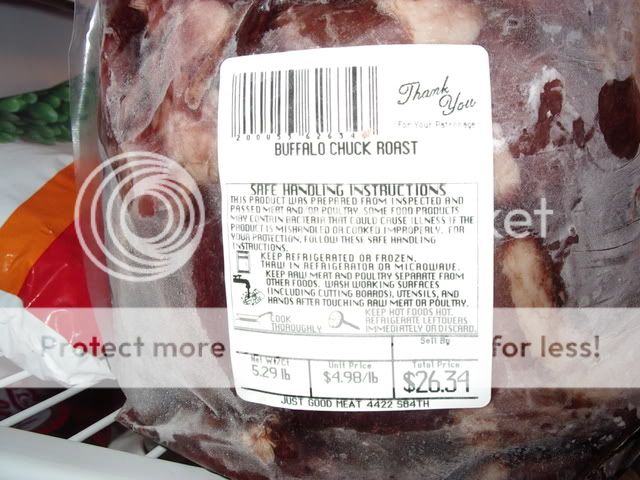 200053 62634
Thank You
For Your Patronage
BUFFALO CHUCK ROAST
SAFE HANDLING INSTRUCTIONS
THIS PRODUCT WAS PREPARED FROM INSPECTED AND
PASSED MEAT AND/OR POULTRY. SOME FOOD PRODUCTS
MAY CONTAIN BACTERIA THAT COULD CAUSE ILLNESS IF THE
PRODUCT IS MISHANDLED OR COOKED IMPROPERLY. FOR
YOUR PROTECTION, FOLLOW THESE SAFE HANDLING
INSTRUCTIONS.
KEEP REFRIGERATED OR FROZEN.
THAW IN REFRIGERATOR OR MICROWAVE.
KEEP RAW MEAT AND POULTRY SEPARATE FROM
OTHER FOODS. WASH WORKING SURFACES
(INCLUDING CUTTING BOARDS), UTENSILS, AND
HANDS AFTER TOUCHING RAW MEAT OR POULTRY.
COOK THOROUGHLY
KEEP HOT FOODS HOT.
REFRIGERATE LEFTOVERS
IMMEDIATELY OR DISCARD.
Protect more for less!
Sell By
Net Wt/Ct Unit Price Total Price
5.29 lb $4.98/lb $26.34
JUST GOOD MEAT 4422 S84TH